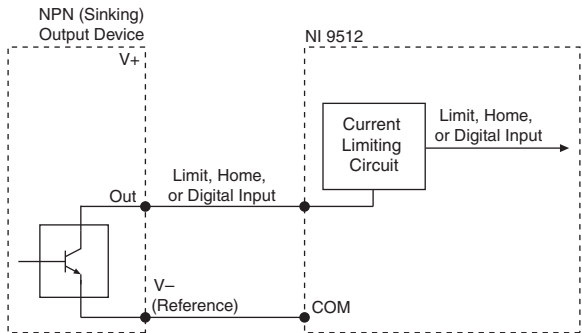 NPN (Sinking)
Output Device
V+
NI 9512
Current
Limiting
Circuit
Limit, Home,
or Digital Input
Limit, Home,
or Digital Input
Out
V–
(Reference)
COM